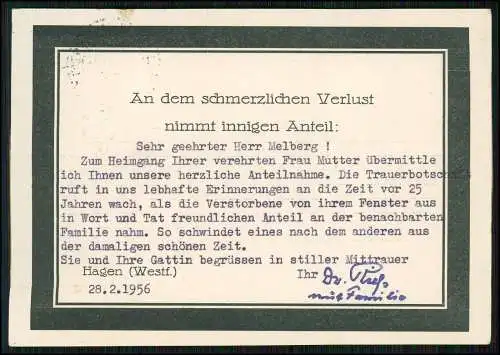 An dem schmerzlichen Verlust
nimmt innigen Anteil:
Sehr geehrter Herr Melberg !
Zum Heimgang Ihrer verehrten Frau Mutter übermittle
ich Ihnen unsere herzliche Anteilnahme. Die Trauerbotschaft
ruft in uns lebhafte Erinnerungen an die Zeit vor 25
Jahren wach, als die Verstorbene von ihrem Fenster aus
in Wort und Tat freundlichen Anteil an der benachbarten
Familie nahm. So schwindet eines nach dem anderen aus
der damaligen schönen Zeit.
Sie und Ihre Gattin begrüssen in stiller Mittrauer
Hagen (Westf.) Ihr Dr.
28.2.1956 mit Familie